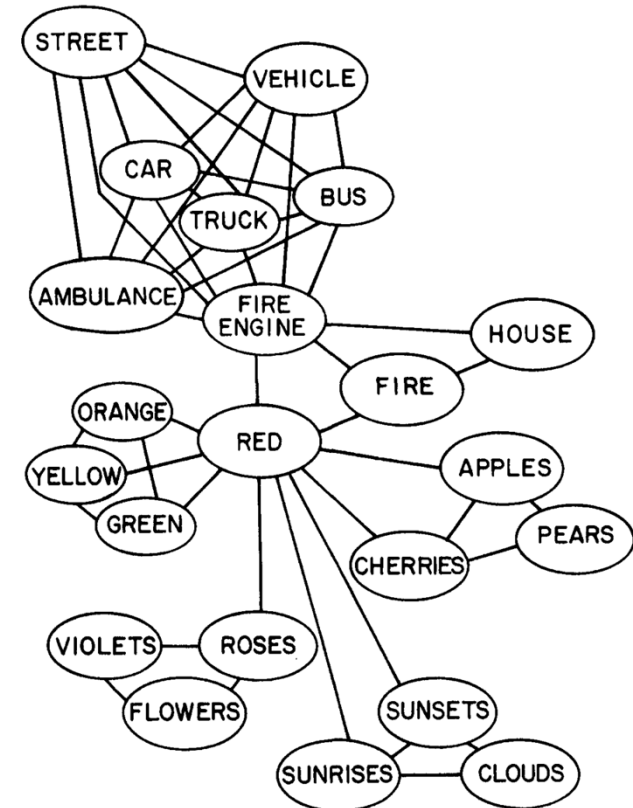 STREET
VEHICLE
CAR
BUS
TRUCK
AMBULANCE
FIRE
ENGINE
HOUSE
FIRE
ORANGE
RED
YELLOW
APPLES
GREEN
PEARS
CHERRIES
VIOLETS
ROSES
FLOWERS
SUNSETS
SUNRISES
CLOUDS